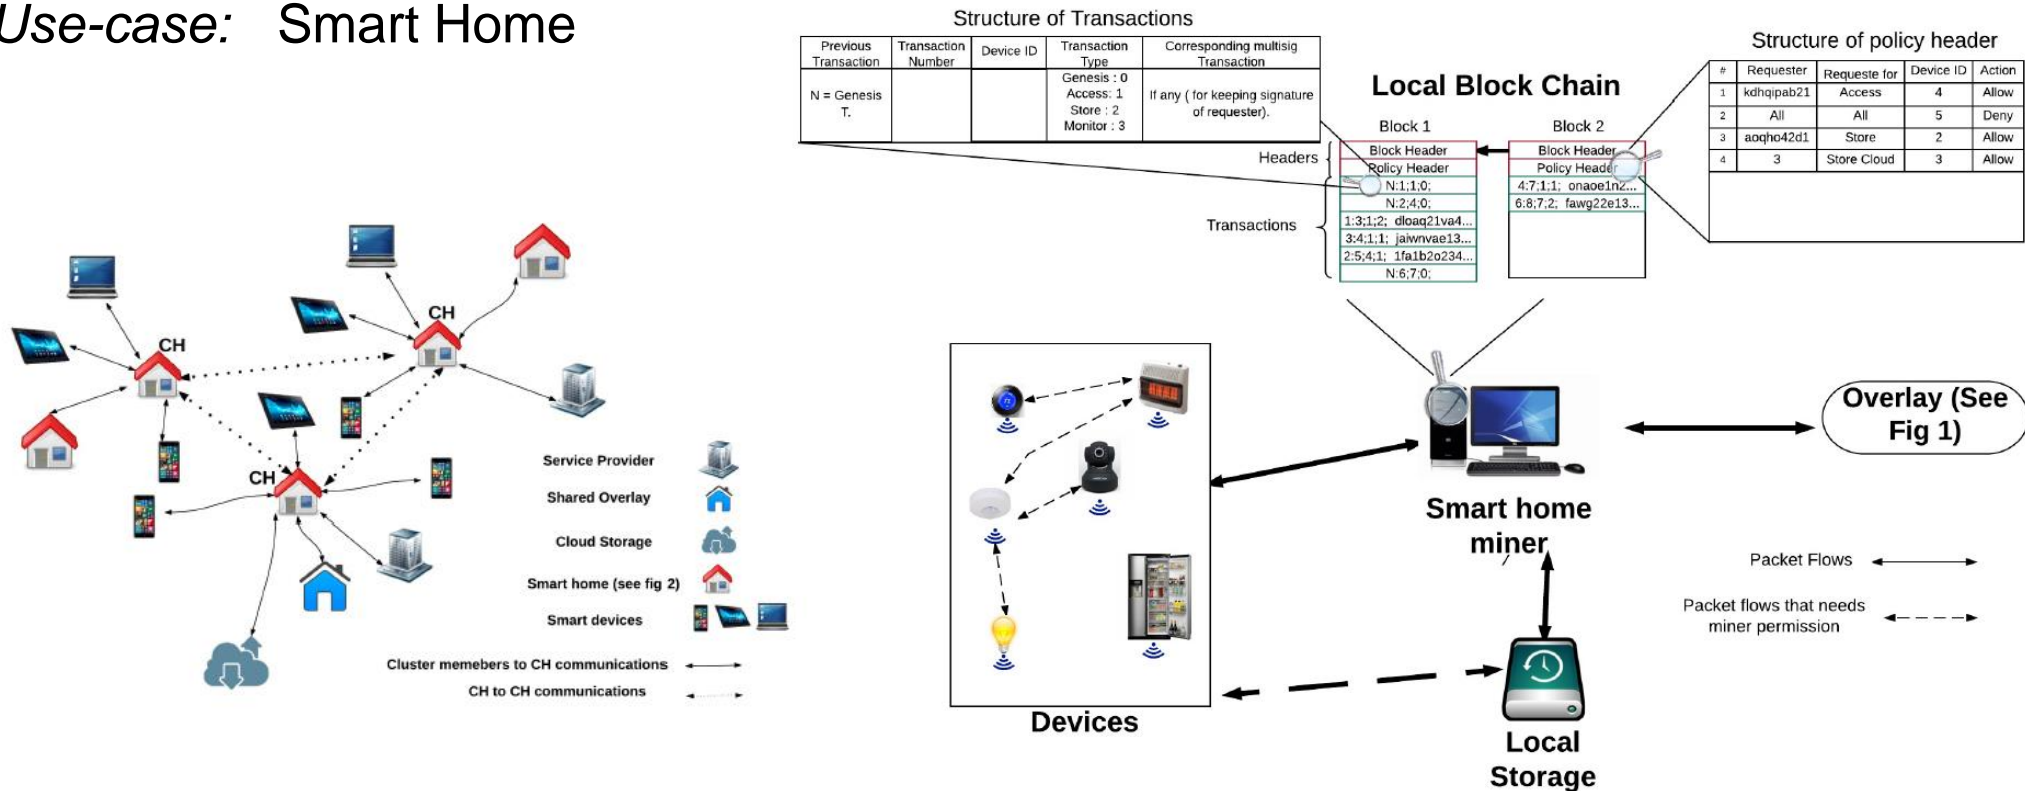 Use-case: Smart Home
Structure of Transactions
Previous Transaction | Transaction Number | Device ID | Transaction Type | Corresponding multisig Transaction
N = Genesis T. | Genesis : 0 Access: 1 Store : 2 Monitor : 3 | If any ( for keeping signature of requester).
Local Block Chain
Block 1
Block 2
Headers
Block Header
Policy Header
Transactions
N:1;1;0;
N:2;4;0;
1:3;1;2; dloaq21va4...
3:4;1;1; jaiwnvae13...
2:5;4;1; 1fa1b2o234...
N:6;7;0;
Block Header
Policy Header
4:7;1;1; onaoe1n2...
6:8;7;2; fawg22e13...
Structure of policy header
# | Requester | Requeste for | Device ID | Action
1 | kdhqipab21 | Access | 4 | Allow
2 | All | All | 5 | Deny
3 | aoqho42d1 | Store | 2 | Allow
4 | 3 | Store Cloud | 3 | Allow
CH
CH
CH
Service Provider
Shared Overlay
Cloud Storage
Smart home (see fig 2)
Smart devices
Cluster memebers to CH communications
CH to CH communications
Devices
Smart home
miner
Overlay (See
Fig 1)
Packet Flows
Packet flows that needs
miner permission
Local
Storage